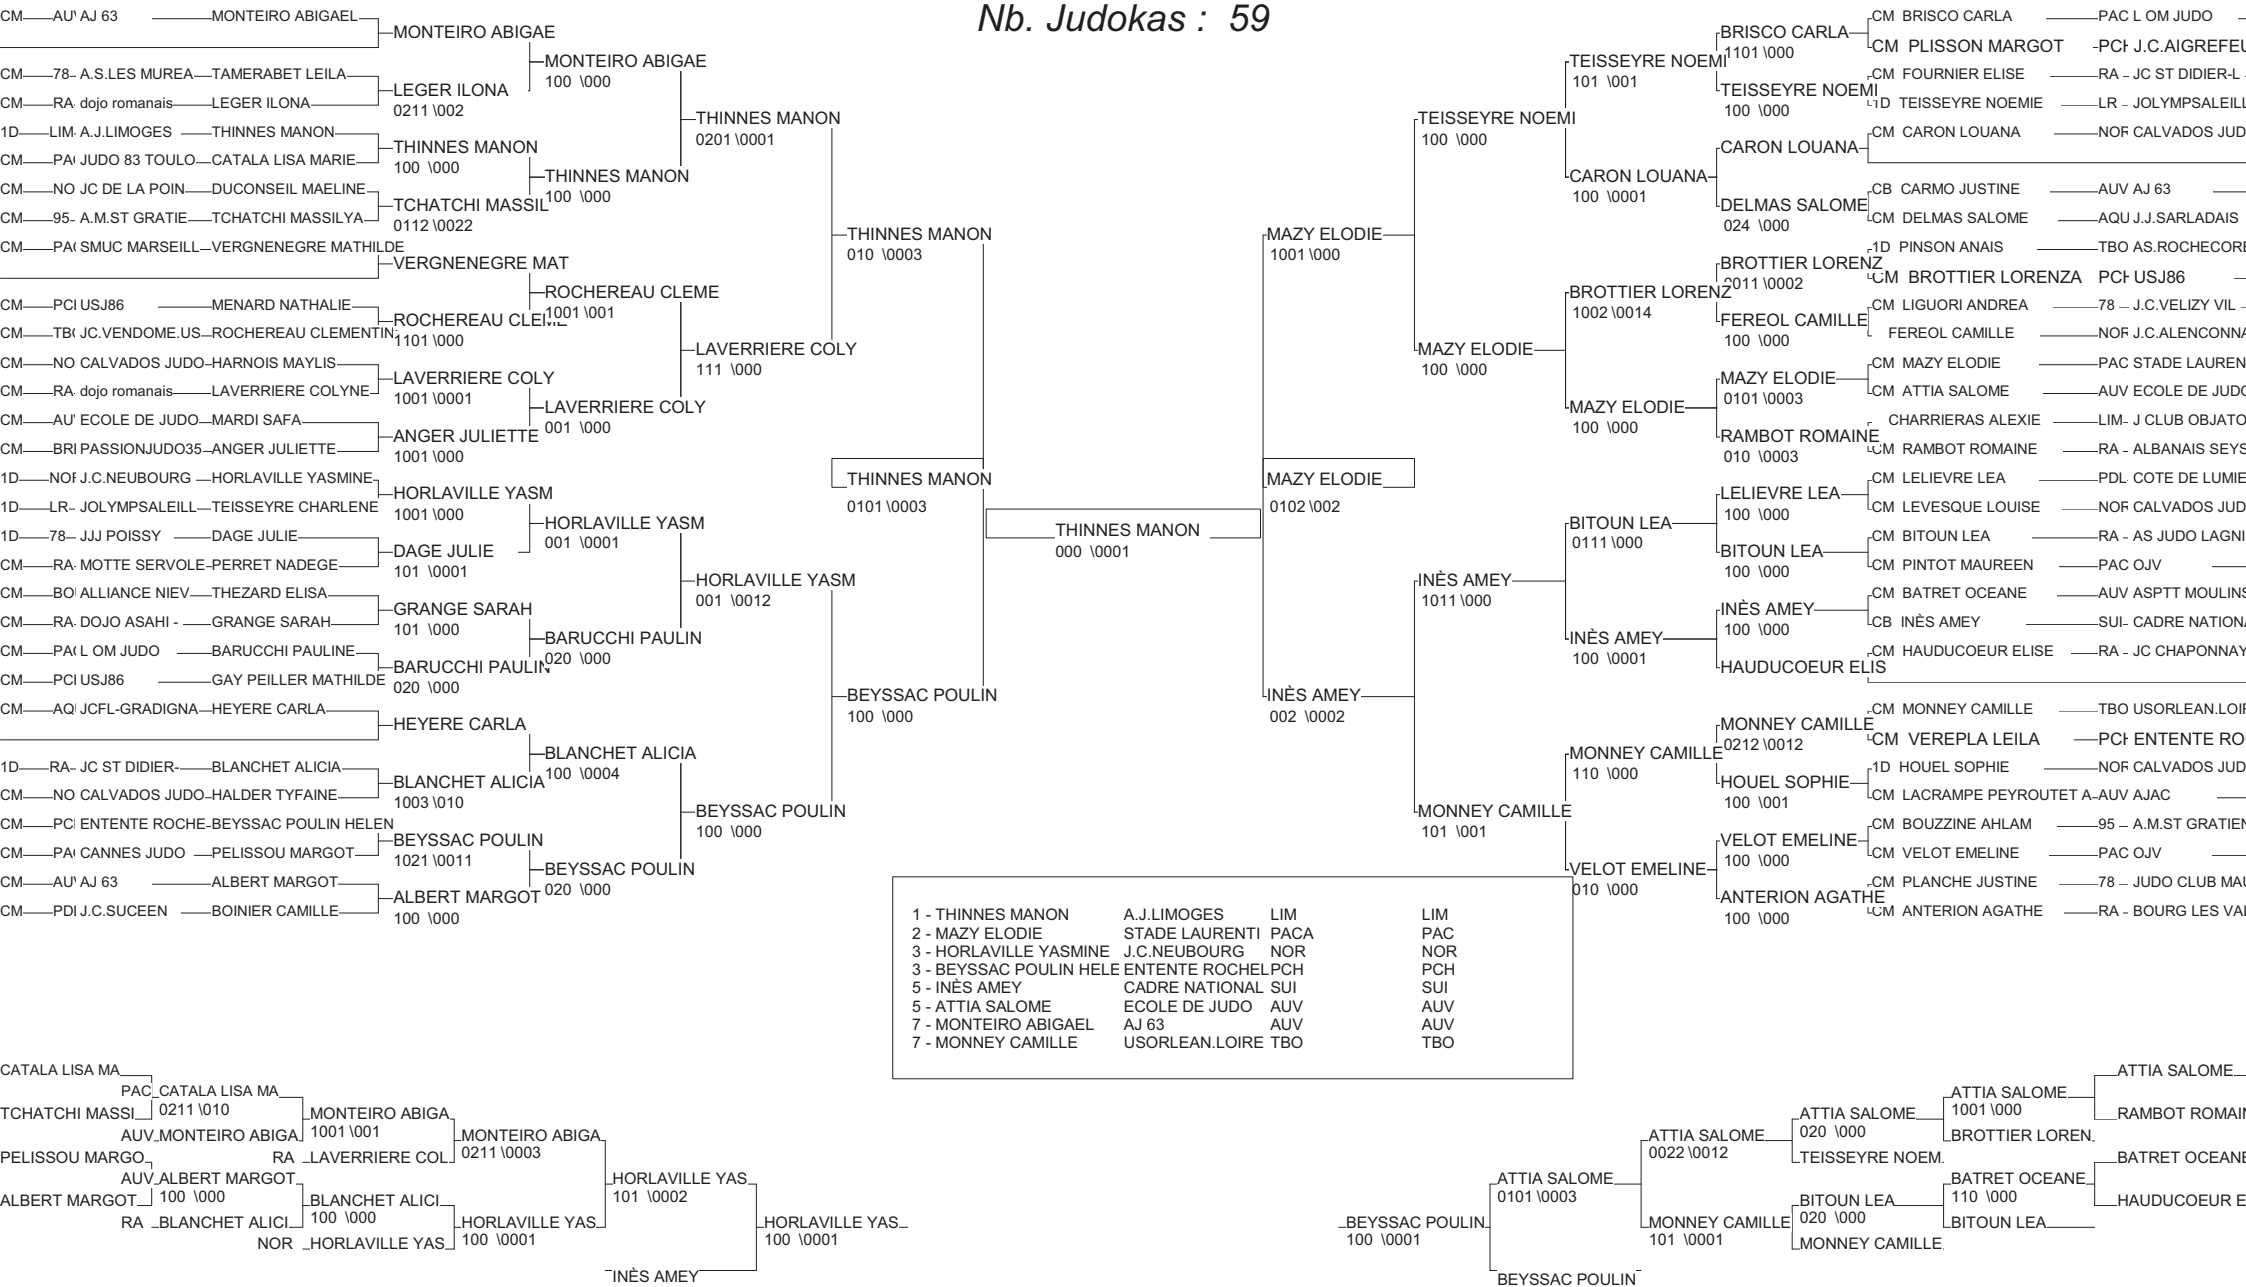 Nb. Judokas : 59
CM AU AJ 63 MONTEIRO ABIGAEL
CM 78- A.S.LES MUREA TAMERABET LEILA
CM RA- dojo romanais LEGER ILONA
1D LIM- A.J.LIMOGES THINNES MANON
CM PA JUDO 83 TOULO CATALA LISA MARIE
CM NO JC DE LA POIN DUCONSEIL MAELINE
CM 95- A.M.ST GRATIE TCHATCHI MASSILYA
CM PA SMUC MARSEILL VERGNENEGRE MATHILDE
CM PC USJ86 MENARD NATHALIE
CM TB JC.VENDOME.US ROCHEREAU CLEMENTIN
CM NO CALVADOS JUDO HARNOIS MAYLIS
CM RA- dojo romanais LAVERRIERE COLYNE
CM AU ECOLE DE JUDO MARDI SAFA
CM BR PASSIONJUDO35 ANGER JULIETTE
1D NOR J.C.NEUBOURG HORLAVILLE YASMINE
1D LR- JOLYMPSALEILL TEISSEYRE CHARLENE
1D 78- JJJ POISSY DAGE JULIE
CM RA- MOTTE SERVOLE PERRET NADEGE
CM BO ALLIANCE NIEV THEZARD ELISA
CM RA- DOJO ASAHI - GRANGE SARAH
CM PA L OM JUDO BARUCCHI PAULINE
CM PC USJ86 GAY PEILLER MATHILDE
CM AQ JCFL-GRADIGNA HEYERE CARLA
1D RA- JC ST DIDIER- BLANCHET ALICIA
CM NO CALVADOS JUDO HALDER TYFAINE
CM PC ENTENTE ROCHE BEYSSAC POULIN HELEN
CM PA CANNES JUDO PELISSOU MARGOT
CM AU AJ 63 ALBERT MARGOT
CM PD J.C.SUCEEN BOINIER CAMILLE
MONTEIRO ABIGAE
LEGER ILONA
0211 \002
THINNES MANON
100 \000
TCHATCHI MASSIL
0112 \0022
VERGNENEGRE MAT
ROCHEREAU CLEME
1101 \000
LAVERRIERE COLY
1001 \0001
ANGER JULIETTE
1001 \000
HORLAVILLE YASM
1001 \000
DAGE JULIE
101 \0001
GRANGE SARAH
101 \000
BARUCCHI PAULIN
020 \000
HEYERE CARLA
BLANCHET ALICIA
1003 \010
BEYSSAC POULIN
1021 \0011
ALBERT MARGOT
100 \000
MONTEIRO ABIGAE
100 \000
THINNES MANON
100 \000
ROCHEREAU CLEME
1001 \001
LAVERRIERE COLY
001 \000
HORLAVILLE YASM
001 \0001
BARUCCHI PAULIN
020 \000
BLANCHET ALICIA
100 \0004
BEYSSAC POULIN
020 \000
THINNES MANON
0201 \0001
LAVERRIERE COLY
111 \000
HORLAVILLE YASM
001 \0012
BEYSSAC POULIN
100 \000
THINNES MANON
010 \0003
BEYSSAC POULIN
100 \000
THINNES MANON
0101 \0003
THINNES MANON
000 \0001
MAZY ELODIE
0102 \002
MAZY ELODIE
1001 \000
INÈS AMEY
002 \0002
TEISSEYRE NOEMI
100 \000
MAZY ELODIE
100 \000
INÈS AMEY
1011 \000
MONNEY CAMILLE
101 \001
TEISSEYRE NOEMI
101 \001
CARON LOUANA
100 \0001
BROTTIER LORENZ
1002 \0014
MAZY ELODIE
100 \000
BITOUN LEA
0111 \000
INÈS AMEY
100 \0001
MONNEY CAMILLE
110 \000
VELOT EMELINE
010 \000
BRISCO CARLA
1101 \000
TEISSEYRE NOEMI
100 \000
CARON LOUANA
DELMAS SALOME
024 \000
BROTTIER LORENZ
0011 \0002
FEREOL CAMILLE
100 \000
MAZY ELODIE
0101 \0003
RAMBOT ROMAINE
010 \0003
LELIEVRE LEA
100 \000
BITOUN LEA
100 \000
INÈS AMEY
100 \000
HAUDUCOEUR ELIS
MONNEY CAMILLE
0212 \0012
HOUEL SOPHIE
100 \001
VELOT EMELINE
100 \000
ANTERION AGATHE
100 \000
CM BRISCO CARLA PAC L OM JUDO
CM PLISSON MARGOT PCH J.C.AIGREFEU
CM FOURNIER ELISE RA - JC ST DIDIER-L
1D TEISSEYRE NOEMIE LR - JOLYMPSALEILL
CM CARON LOUANA NOR CALVADOS JUD
CB CARMO JUSTINE AUV AJ 63
CM DELMAS SALOME AQU J.J.SARLADAIS
1D PINSON ANAIS TBO AS.ROCHECORB
CM BROTTIER LORENZA PCH USJ86
CM LIGUORI ANDREA 78 - J.C.VELIZY VIL
FEREOL CAMILLE NOR J.C.ALENCONNA
CM MAZY ELODIE PAC STADE LAUREN
CM ATTIA SALOME AUV ECOLE DE JUDO
CHARRIERAS ALEXIE LIM- J CLUB OBJATO
CM RAMBOT ROMAINE RA - ALBANAIS SEYS
CM LELIEVRE LEA PDL COTE DE LUMIE
CM LEVESQUE LOUISE NOR CALVADOS JUD
CM BITOUN LEA RA - AS JUDO LAGNI
CM PINTOT MAUREEN PAC OJV
CM BATRET OCEANE AUV ASPTT MOULINS
CB INÈS AMEY SUI- CADRE NATIONA
CM HAUDUCOEUR ELISE RA - JC CHAPONNAY
CM MONNEY CAMILLE TBO USORLEAN.LOIR
CM VEREPLA LEILA PCH ENTENTE RO
1D HOUEL SOPHIE NOR CALVADOS JUD
CM LACRAMPE PEYROUTET A AUV AJAC
CM BOUZZINE AHLAM 95 - A.M.ST GRATIEN
CM VELOT EMELINE PAC OJV
CM PLANCHE JUSTINE 78 - JUDO CLUB MAU
CM ANTERION AGATHE RA - BOURG LES VAL
1 - THINNES MANON A.J.LIMOGES LIM LIM
2 - MAZY ELODIE STADE LAURENTI PACA PAC
3 - HORLAVILLE YASMINE J.C.NEUBOURG NOR NOR
3 - BEYSSAC POULIN HELE ENTENTE ROCHEL PCH PCH
5 - INÈS AMEY CADRE NATIONAL SUI SUI
5 - ATTIA SALOME ECOLE DE JUDO AUV AUV
7 - MONTEIRO ABIGAEL AJ 63 AUV AUV
7 - MONNEY CAMILLE USORLEAN.LOIRE TBO TBO
CATALA LISA MA
TCHATCHI MASSI
PELISSOU MARGO
ALBERT MARGOT
PAC CATALA LISA MA
0211 \010
AUV MONTEIRO ABIGA
AUV ALBERT MARGOT
100 \000
RA BLANCHET ALICI
MONTEIRO ABIGA
1001 \001
RA LAVERRIERE COL
BLANCHET ALICI
100 \000
NOR HORLAVILLE YAS
MONTEIRO ABIGA
0211 \0003
HORLAVILLE YAS
100 \0001
HORLAVILLE YAS
101 \0002
INÈS AMEY
HORLAVILLE YAS
100 \0001
BEYSSAC POULIN
100 \0001
ATTIA SALOME
0101 \0003
BEYSSAC POULIN
ATTIA SALOME
0022 \0012
MONNEY CAMILLE
101 \0001
ATTIA SALOME
020 \000
TEISSEYRE NOEM
BITOUN LEA
020 \000
MONNEY CAMILLE
ATTIA SALOME
1001 \000
BROTTIER LOREN
BATRET OCEANE
110 \000
BITOUN LEA
ATTIA SALOME
RAMBOT ROMAIN
BATRET OCEANE
HAUDUCOEUR E